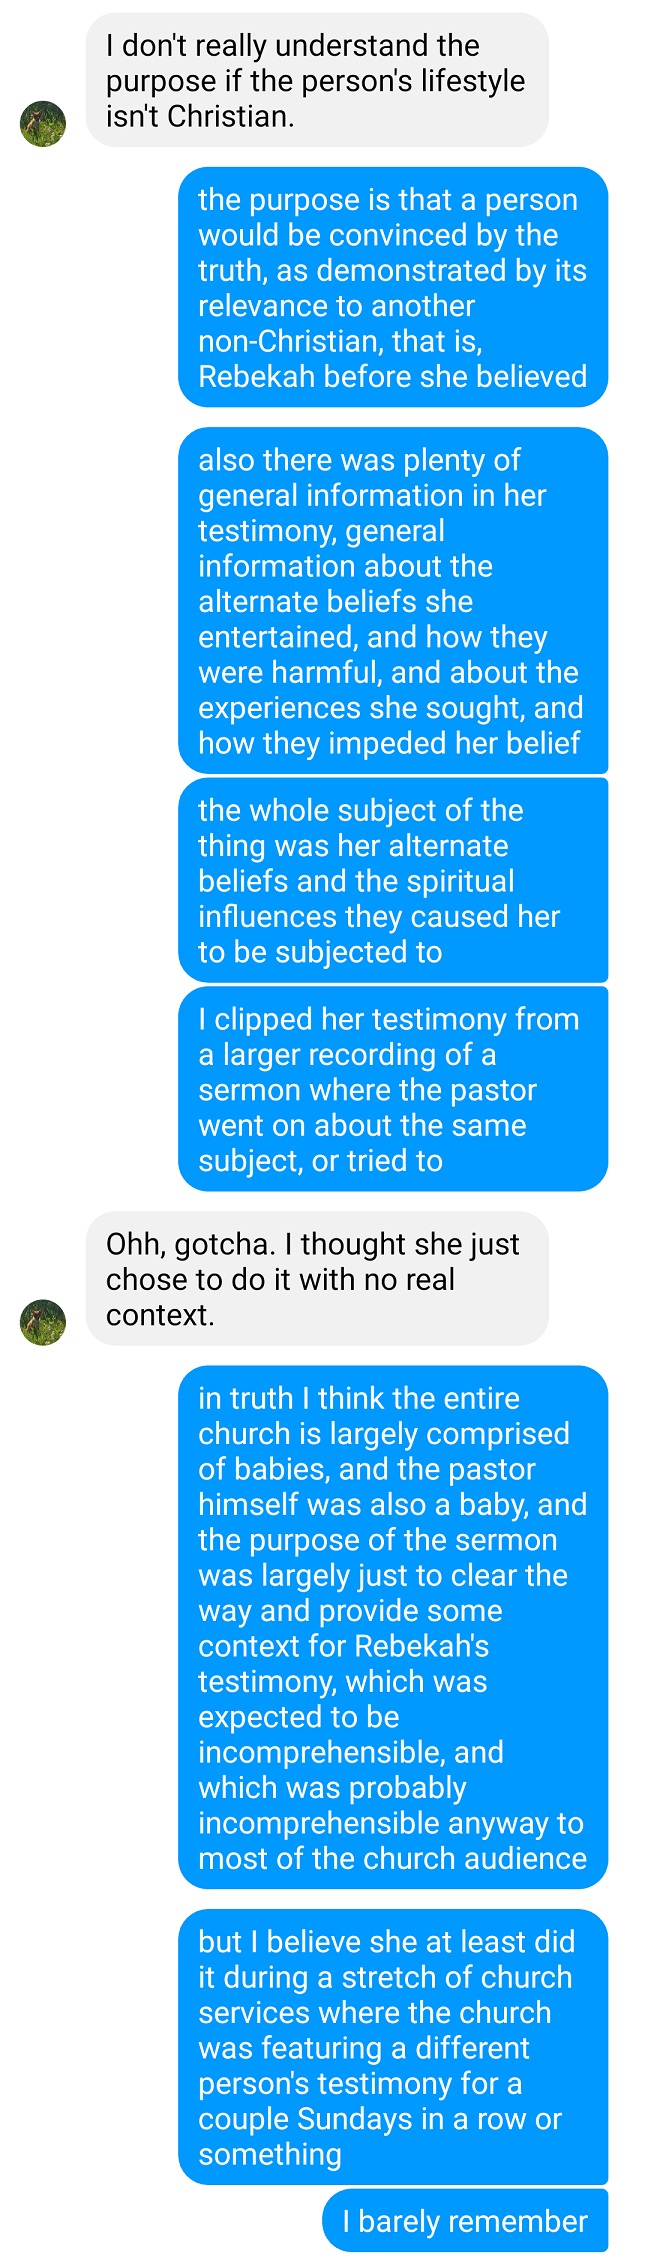 I don't really understand the
purpose if the person's lifestyle
isn't Christian.
the purpose is that a person
would be convinced by the
truth, as demonstrated by its
relevance to another
non-Christian, that is,
Rebekah before she believed
also there was plenty of
general information in her
testimony, general
information about the
alternate beliefs she
entertained, and how they
were harmful, and about the
experiences she sought, and
how they impeded her belief
the whole subject of the
thing was her alternate
beliefs and the spiritual
influences they caused her
to be subjected to
I clipped her testimony from
a larger recording of a
sermon where the pastor
went on about the same
subject, or tried to
Ohh, gotcha. I thought she just
chose to do it with no real
context.
in truth I think the entire
church is largely comprised
of babies, and the pastor
himself was also a baby, and
the purpose of the sermon
was largely just to clear the
way and provide some
context for Rebekah's
testimony, which was
expected to be
incomprehensible, and
which was probably
incomprehensible anyway to
most of the church audience
but I believe she at least did
it during a stretch of church
services where the church
was featuring a different
person's testimony for a
couple Sundays in a row or
something
I barely remember